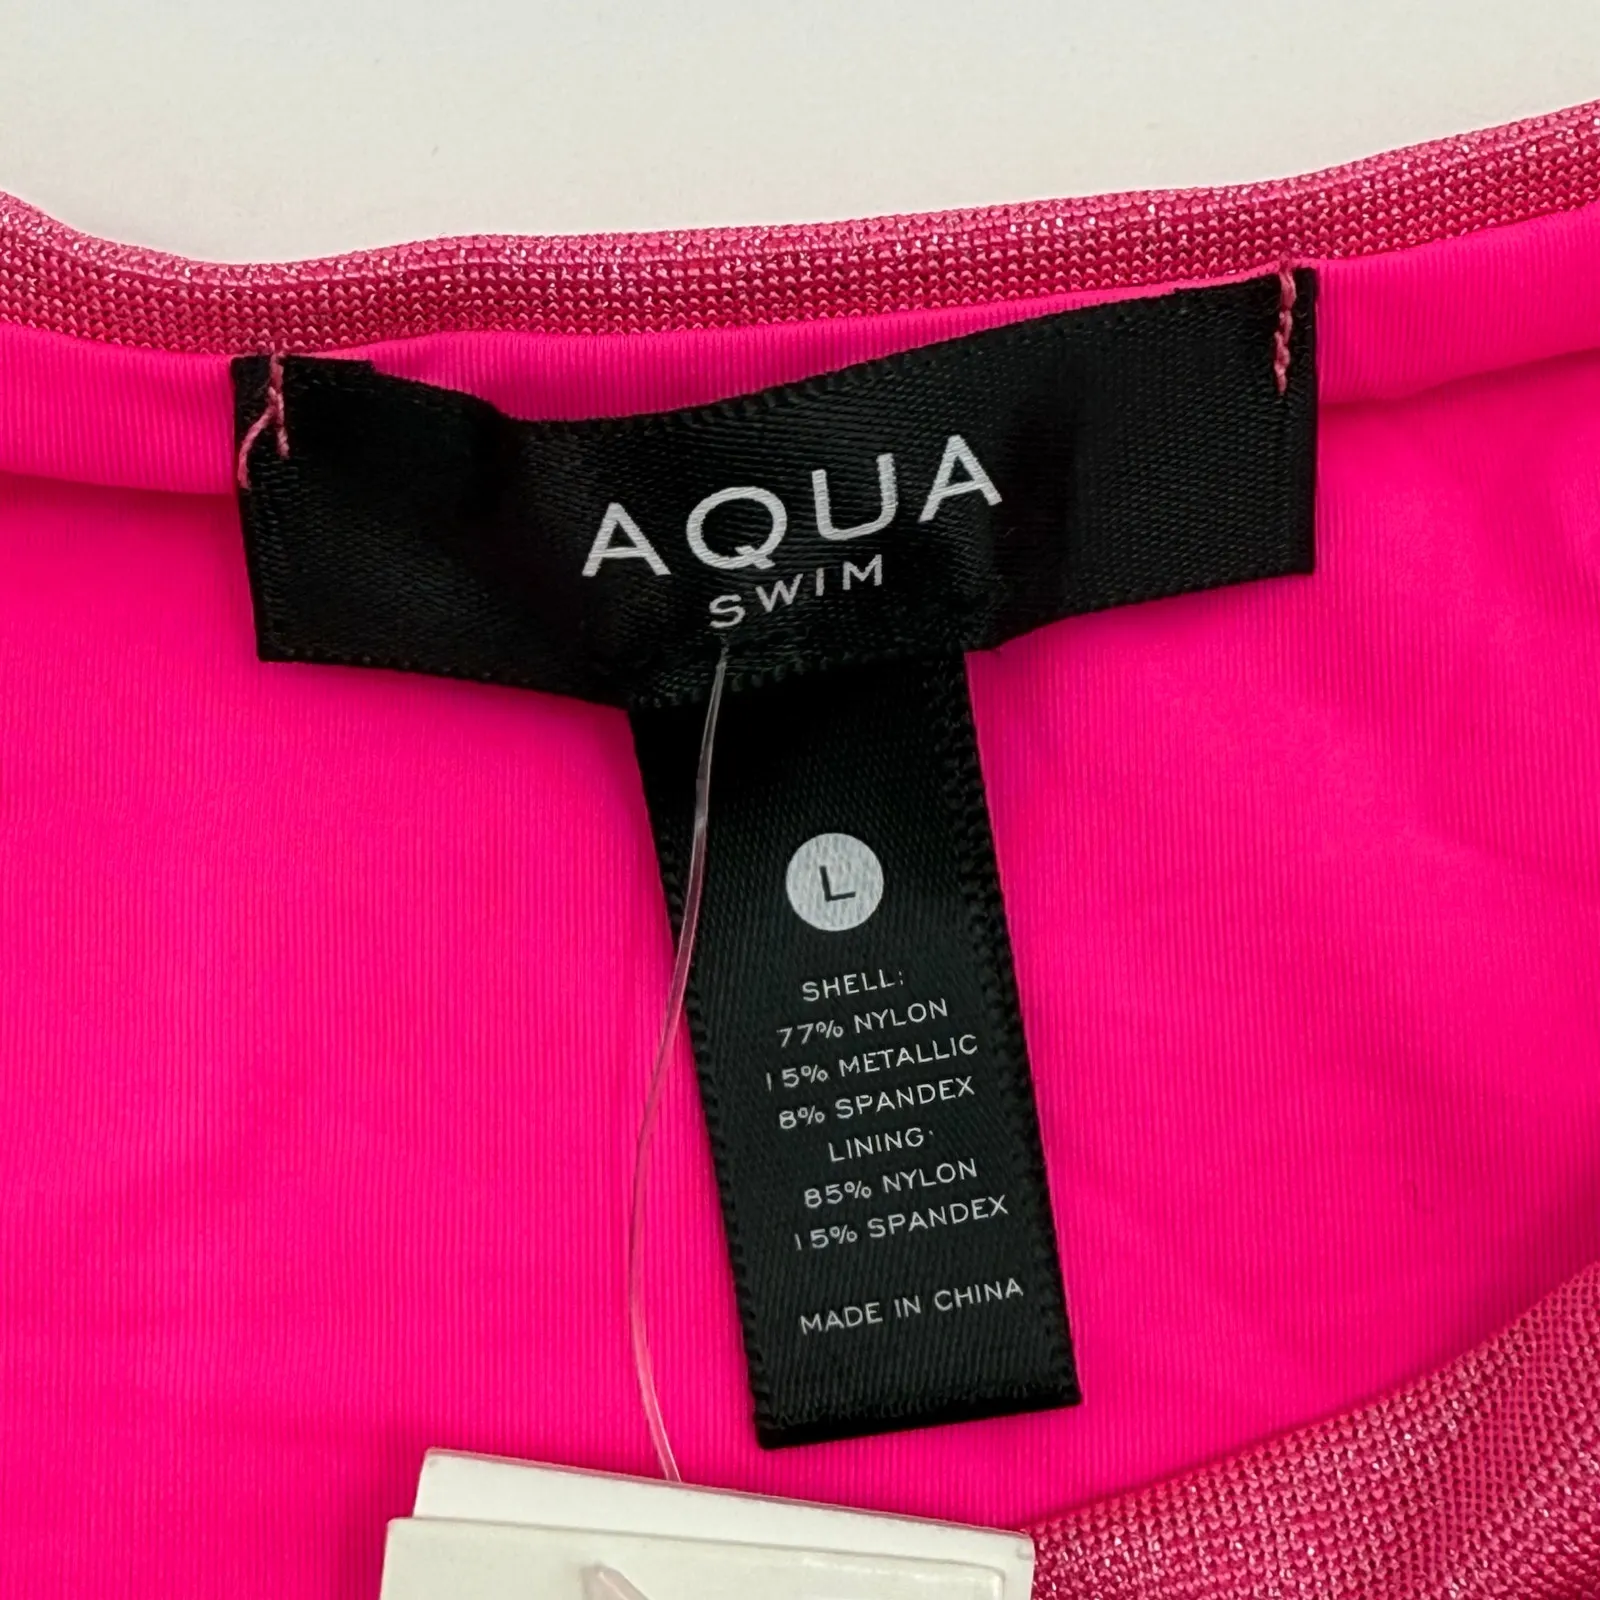 AQUA
SWIM
L
SHELL:
77% NYLON
15% METALLIC
8% SPANDEX
LINING:
85% NYLON
15% SPANDEX
MADE IN CHINA